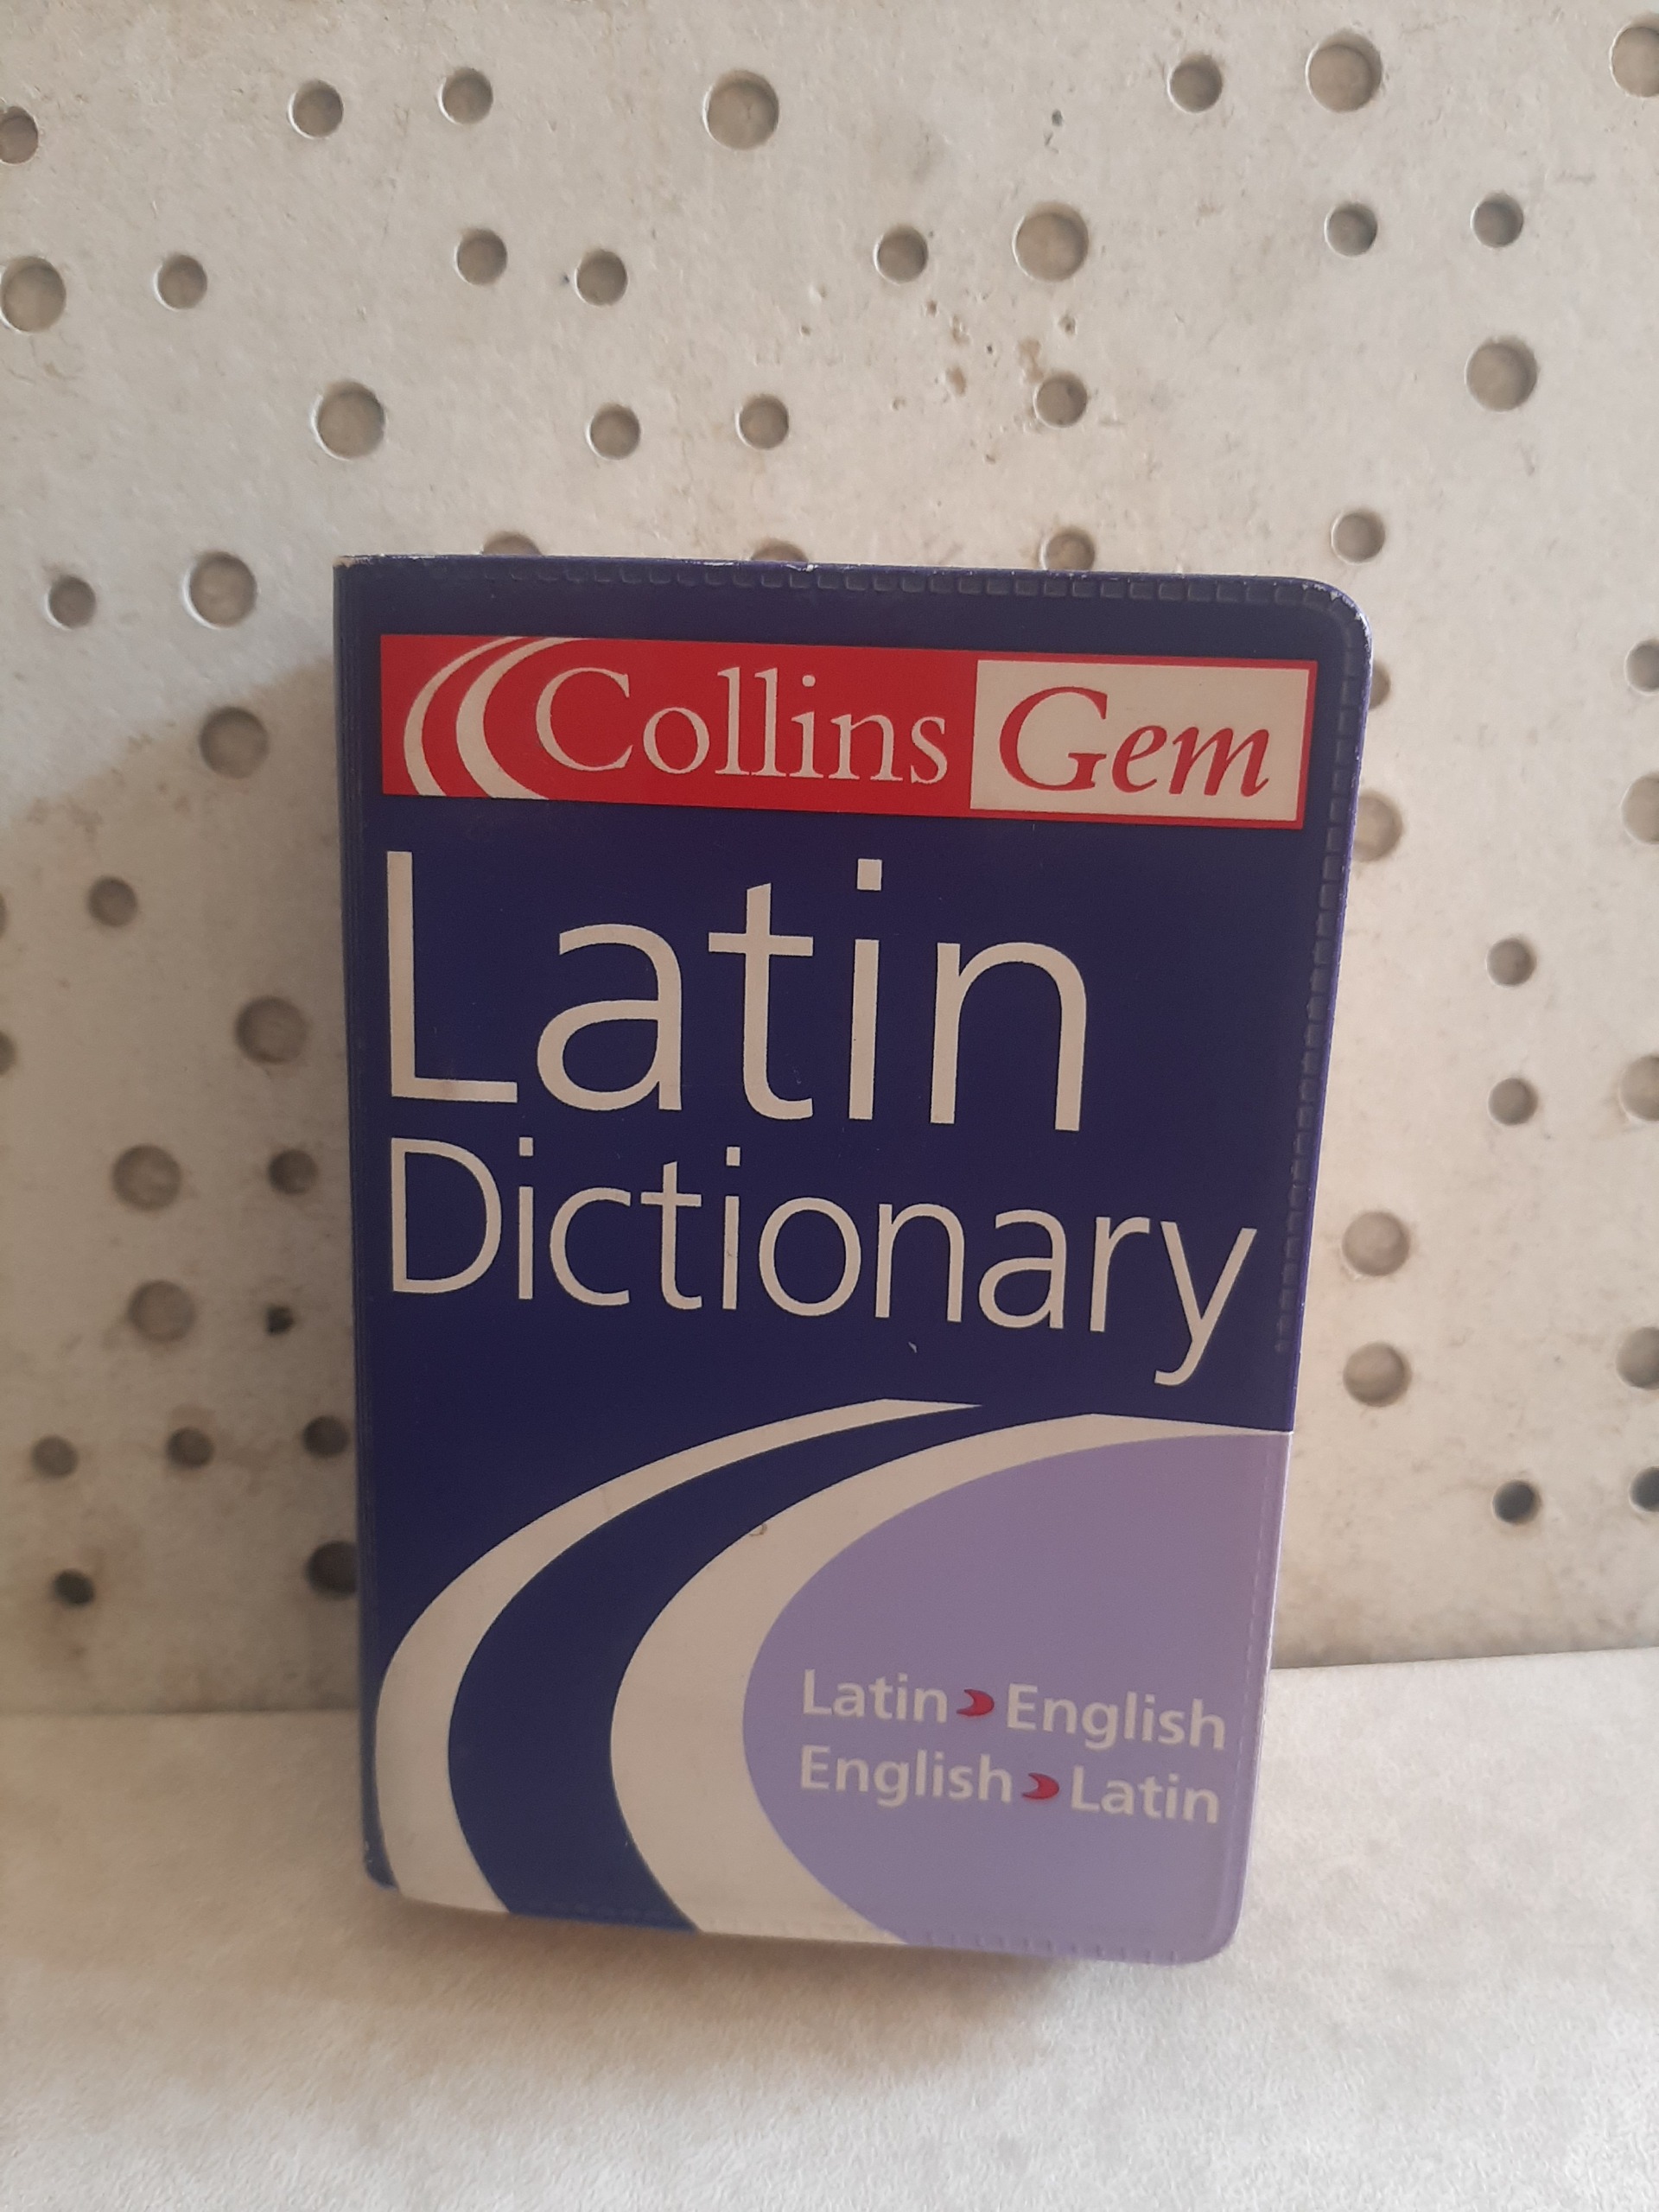 Collins Gem
Latin
Dictionary
Latin English
English Latin